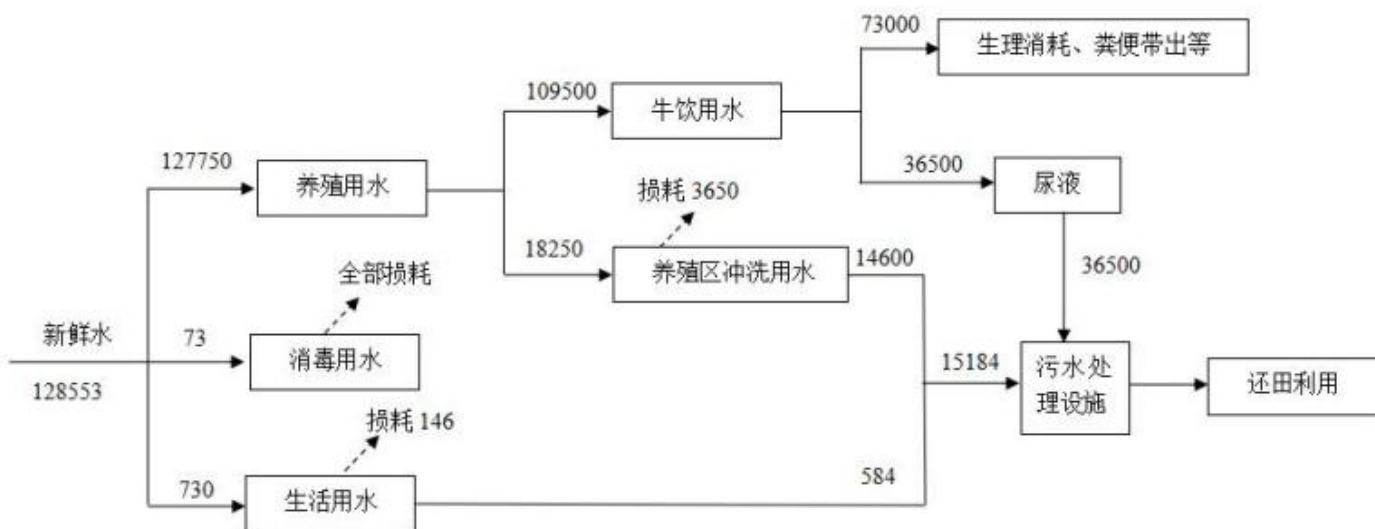 73000
生理消耗、粪便带出等
109500
牛饮用水
127750
养殖用水
36500
尿液
损耗 3650
18250
养殖区冲洗用水
14600
36500
全部损耗
新鲜水
73
消毒用水
128553
15184
污水处
理设施
还田利用
损耗 146
730
生活用水
584